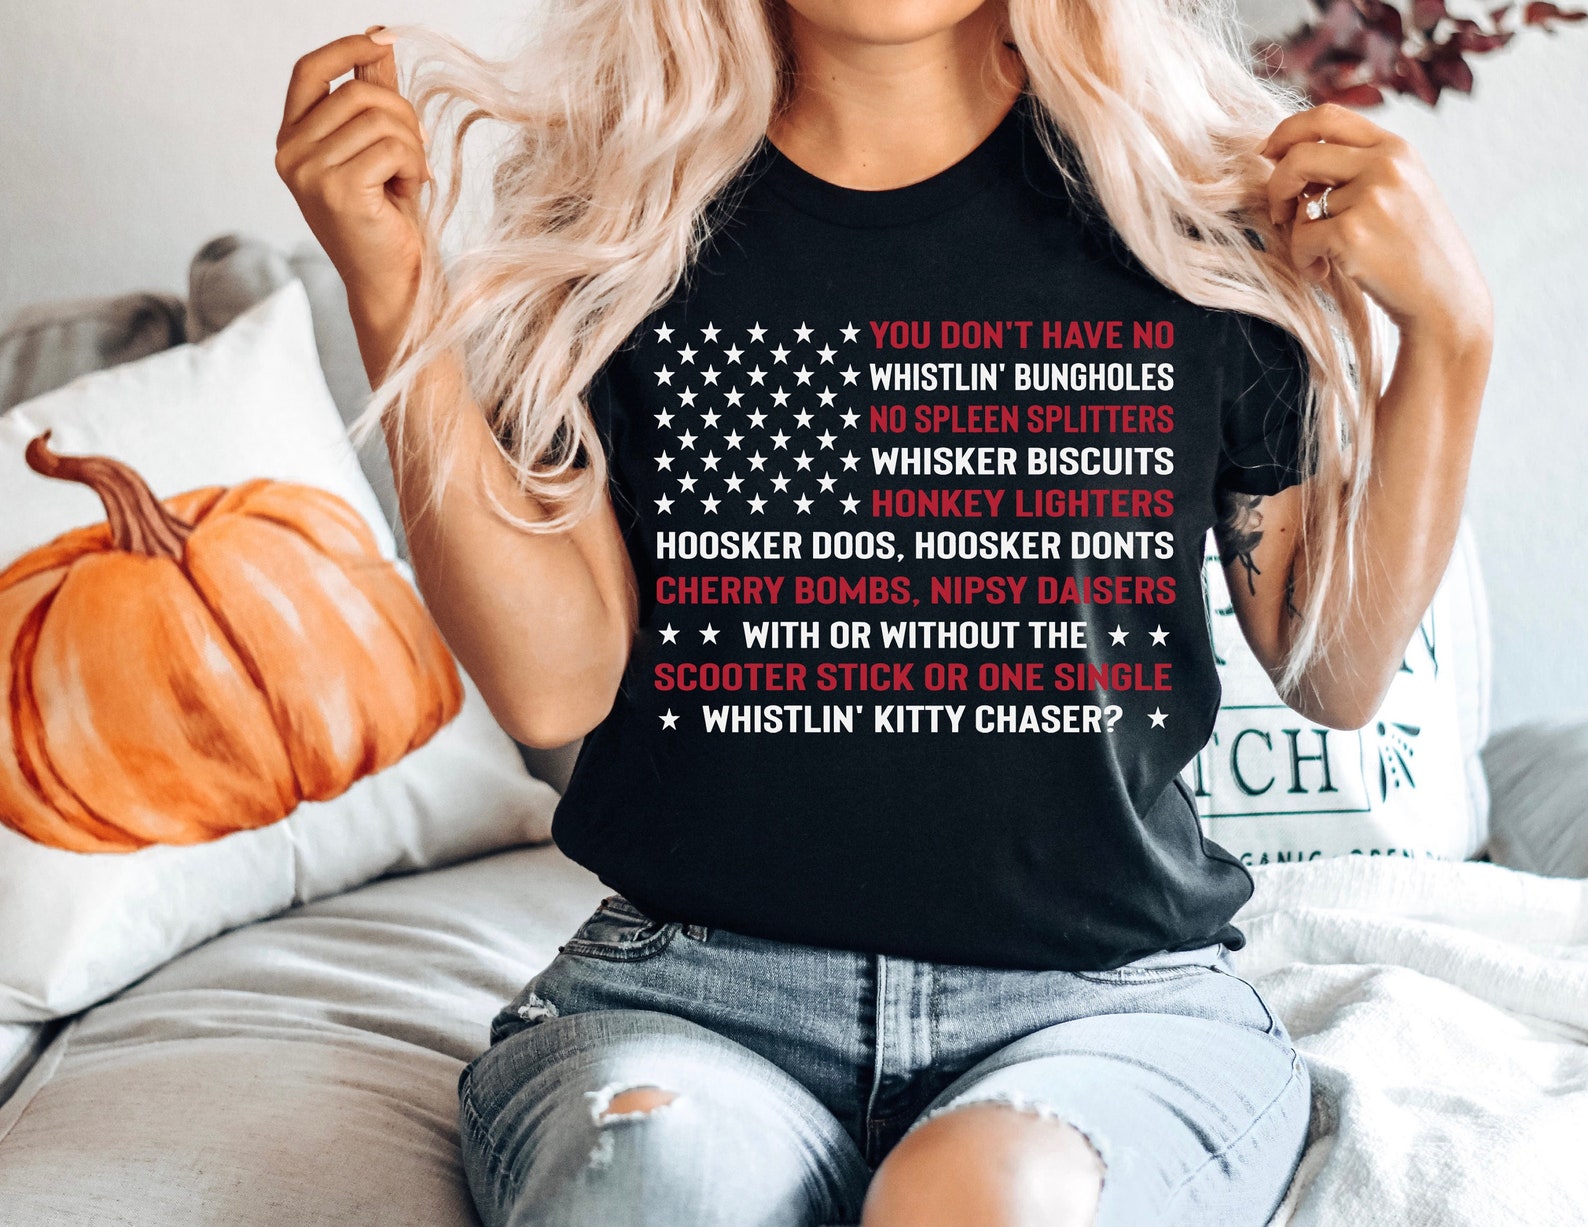 YOU DON'T HAVE NO
WHISTLIN' BUNGHOLES
NO SPLEEN SPLITTERS
WHISKER BISCUITS
HONKEY LIGHTERS
HOOSKER DOOS, HOOSKER DONTS
CHERRY BOMBS, NIPSY DAISERS
WITH OR WITHOUT THE
SCOOTER STICK OR ONE SINGLE
WHISTLIN' KITTY CHASER?